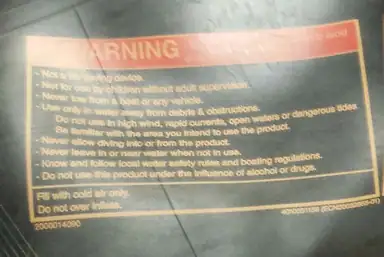 WARNING
- Not a life saving device.
- Not for use by children without adult supervision.
- Never tow from a boat or any vehicle.
- Use only in water away from debris & obstructions.
Do not use in high wind, rapid currents, open waters or dangerous tides.
Be familiar with the area you intend to use the product.
- Never allow diving into or from the product.
- Never leave in or near water when not in use.
- Know and follow local water safety rules and boating regulations.
- Do not use this product under the influence of alcohol or drugs.
Fill with cold air only.
Do not over inflate.
2000014390